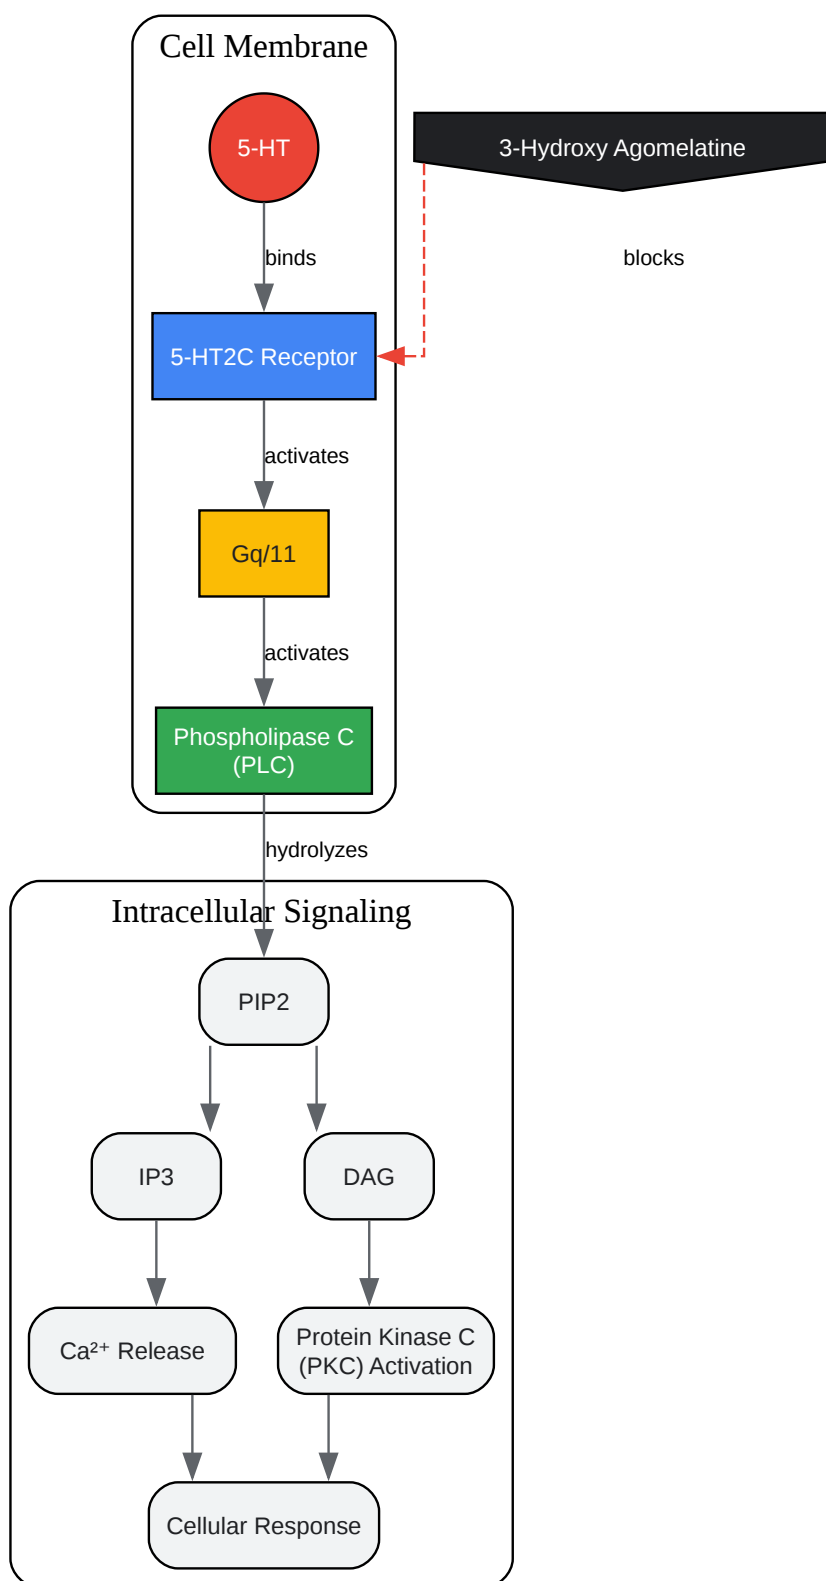 Cell Membrane
5-HT
3-Hydroxy Agomelatine
binds
blocks
5-HT2C Receptor
activates
Gq/11
activates
Phospholipase C
(PLC)
hydrolyzes
Intracellular Signaling
PIP2
IP3
DAG
Ca²⁺ Release
Protein Kinase C
(PKC) Activation
Cellular Response